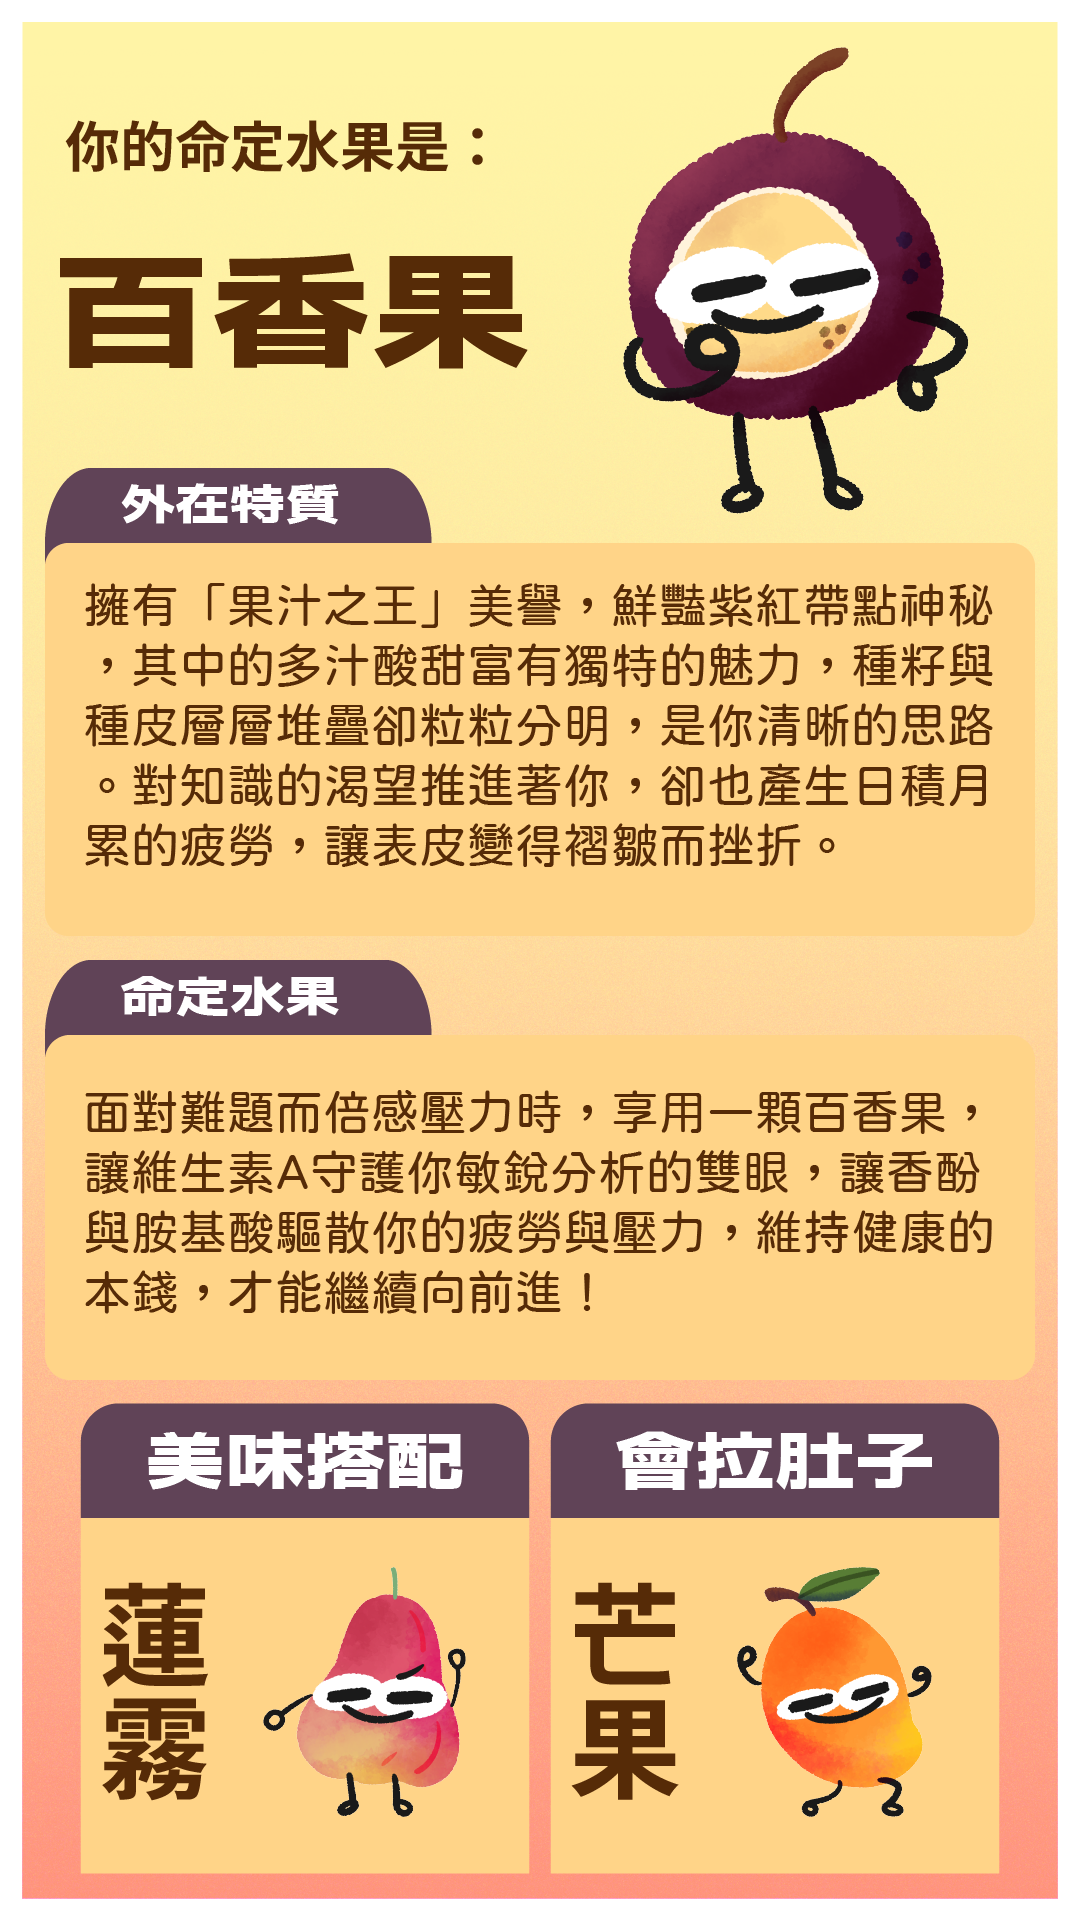 你的命定水果是：
百香果
外在特質
擁有「果汁之王」美譽，鮮豔紫紅帶點神秘
，其中的多汁酸甜富有獨特的魅力，種籽與
種皮層層堆疊卻粒粒分明，是你清晰的思路
。對知識的渴望推進著你，卻也產生日積月
累的疲勞，讓表皮變得褶皺而挫折。
命定水果
面對難題而倍感壓力時，享用一顆百香果，
讓維生素A守護你敏銳分析的雙眼，讓香酚
與胺基酸驅散你的疲勞與壓力，維持健康的
本錢，才能繼續向前進！
美味搭配
蓮霧
會拉肚子
芒果